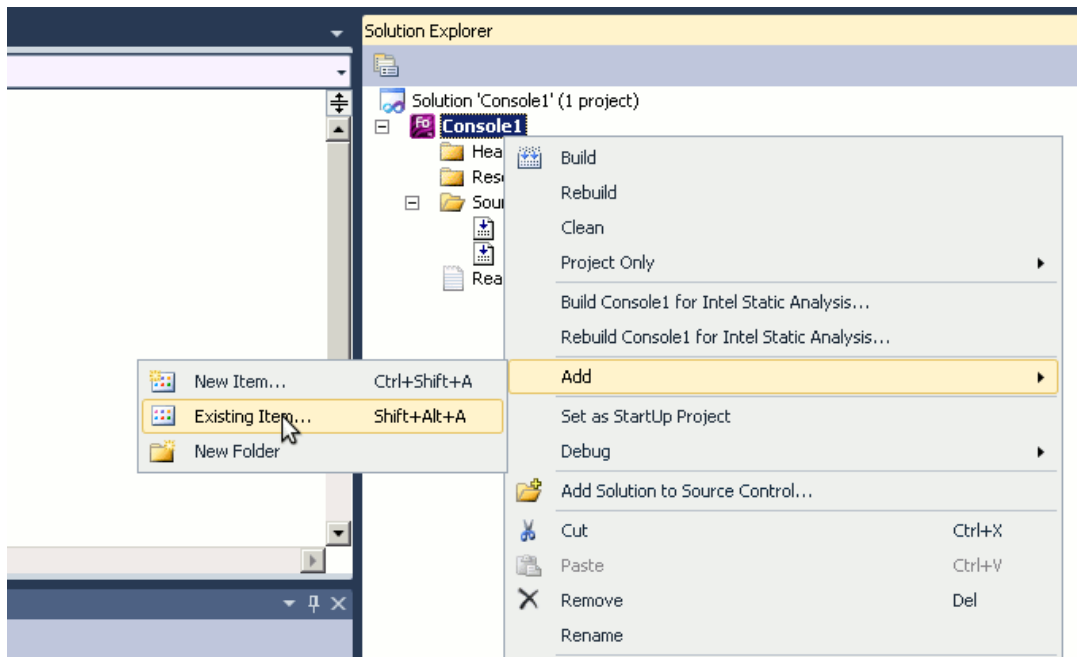 Solution Explorer
Solution 'Console1' (1 project)
Fo Console1
Hea
Res
Sour
Rea
Build
Rebuild
Clean
Project Only
Build Console1 for Intel Static Analysis...
Rebuild Console1 for Intel Static Analysis...
Add
New Item... Ctrl+Shift+A
Existing Item... Shift+Alt+A
New Folder
Set as StartUp Project
Debug
Add Solution to Source Control...
Cut Ctrl+X
Paste Ctrl+V
Remove Del
Rename